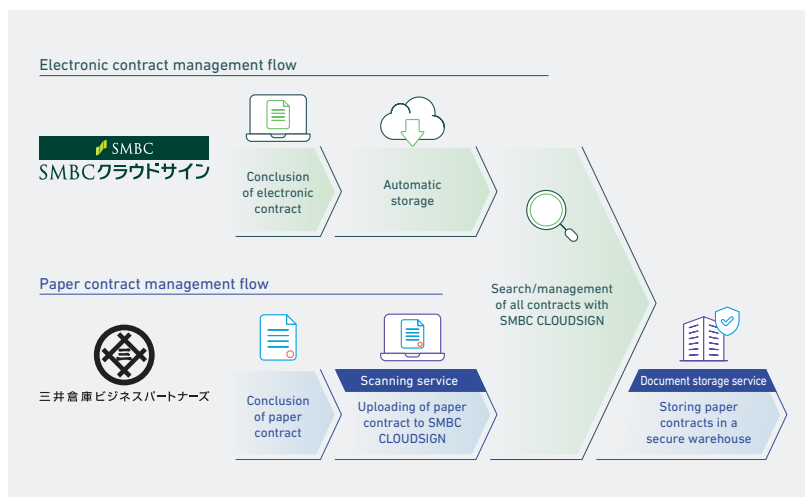 Electronic contract management flow
SMBC
SMBCクラウドサイン
Conclusion
of electronic
contract
Automatic
storage
Search/management
of all contracts with
SMBC CLOUDSIGN
Paper contract management flow
三
三井倉庫ビジネスパートナーズ
Conclusion
of paper
contract
Scanning service
Uploading of paper
contract to SMBC
CLOUDSIGN
Document storage service
Storing paper
contracts in a
secure warehouse